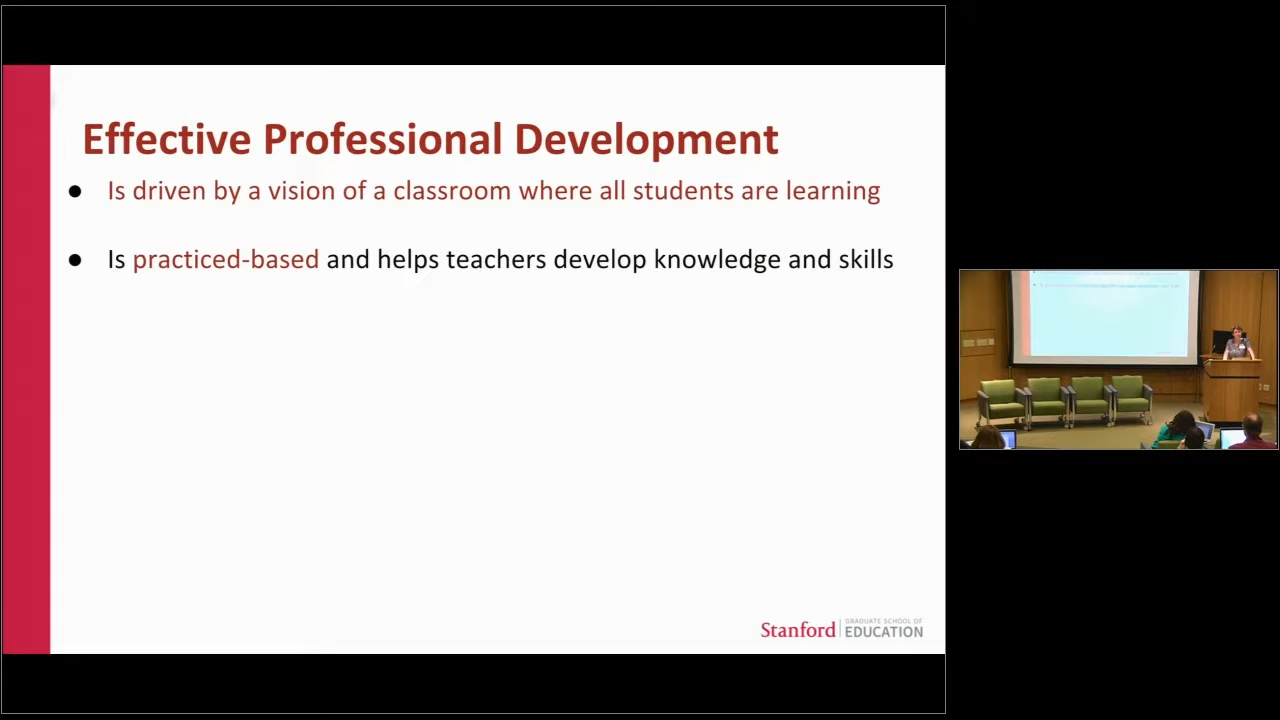 Effective Professional Development
● Is driven by a vision of a classroom where all students are learning
● Is practiced-based and helps teachers develop knowledge and skills
Stanford
GRADUATE SCHOOL OF
EDUCATION